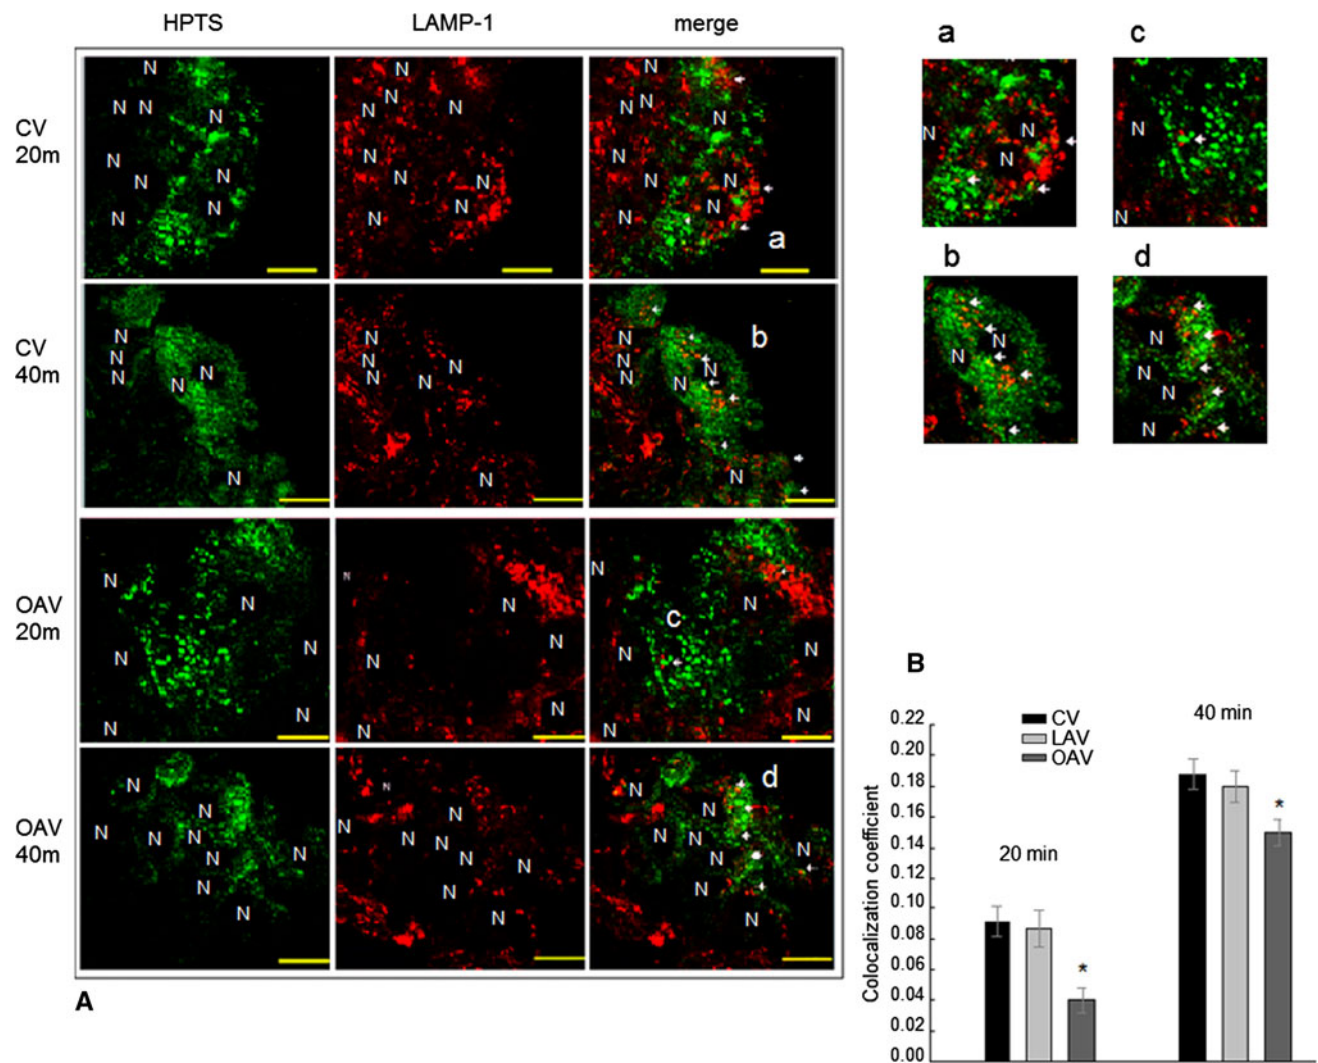 HPTS LAMP-1 merge
CV
20m
N N N N N N N N N
N N N N N N N N
N N N N N N N N N
a
CV
40m
N N N N N N
N N N N N N
N N N N N N
b
OAV
20m
N N N N N N
N N N N N N
N N N N N N
c
OAV
40m
N N N N N N N N N
N N N N N N N N N
N N N N N N N N
d
A
a c
N N N N N
b d
N N N N N N
B
CV
LAV
OAV
20 min
40 min
* *
Colocalization coefficient
0.22
0.20
0.18
0.16
0.14
0.12
0.10
0.08
0.06
0.04
0.02
0.00